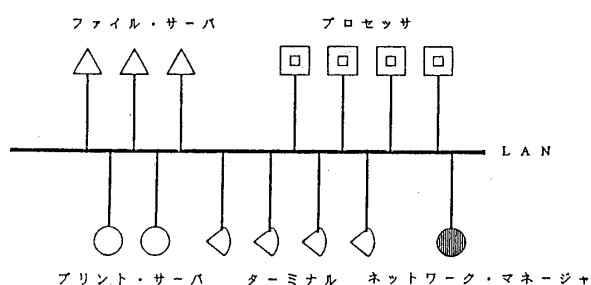 ファイル・サーバ
プロセッサ
LAN
プリント・サーバ
ターミナル
ネットワーク・マネージャ